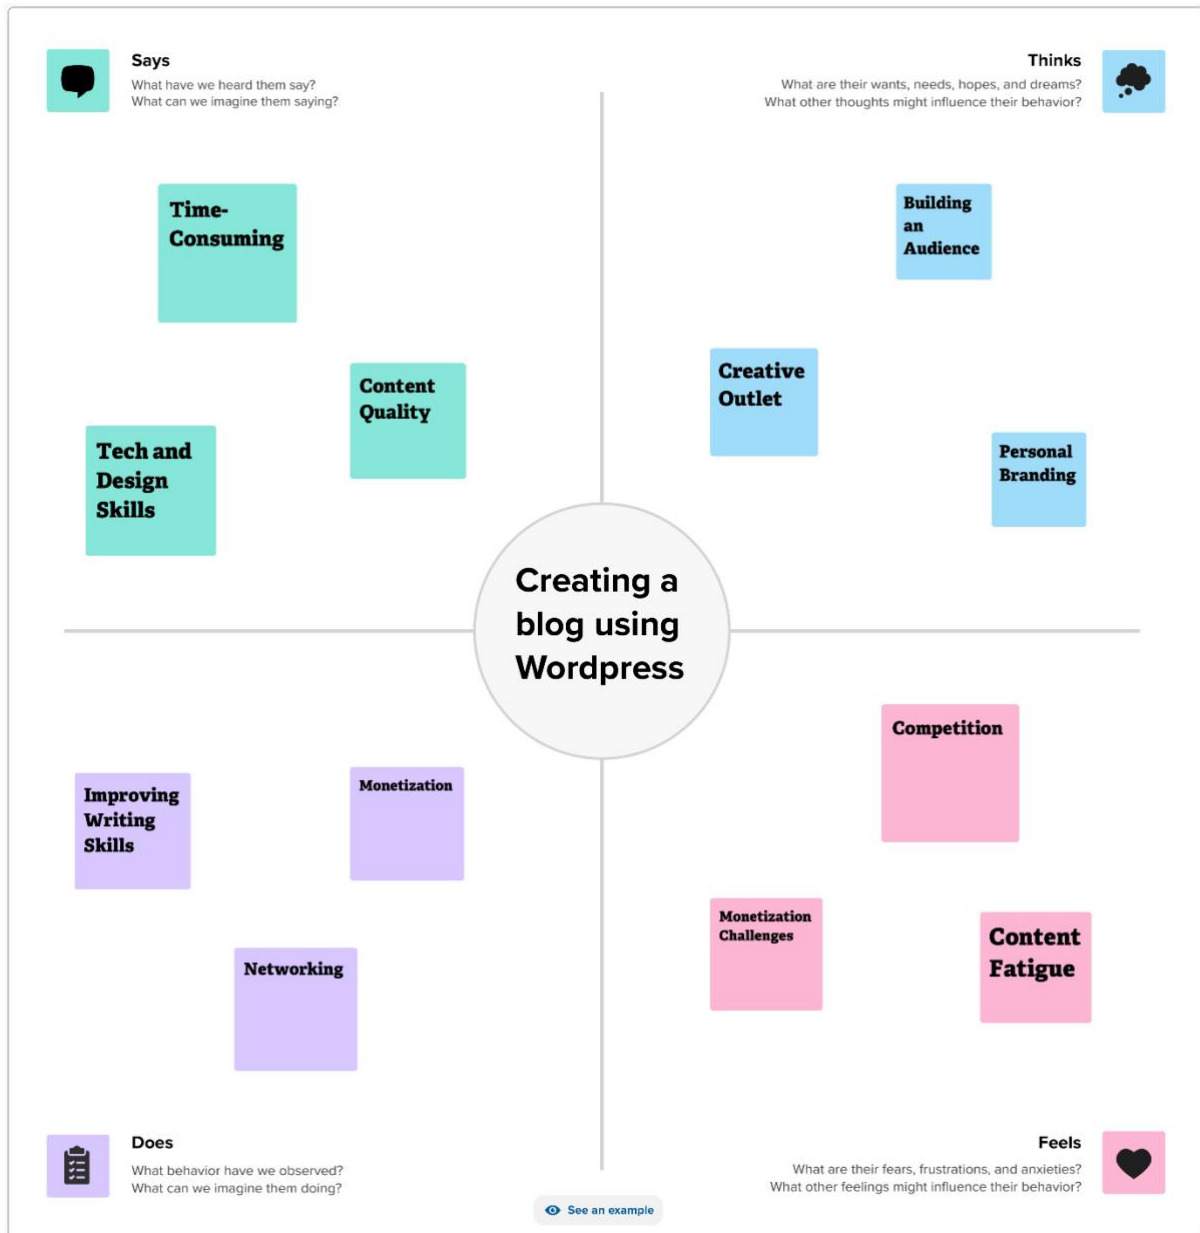 Says
What have we heard them say?
What can we imagine them saying?
Thinks
What are their wants, needs, hopes, and dreams?
What other thoughts might influence their behavior?
Time-
Consuming
Content
Quality
Tech and
Design
Skills
Building
an
Audience
Creative
Outlet
Personal
Branding
Creating a
blog using
Wordpress
Improving
Writing
Skills
Monetization
Networking
Competition
Monetization
Challenges
Content
Fatigue
Does
What behavior have we observed?
What can we imagine them doing?
Feels
What are their fears, frustrations, and anxieties?
What other feelings might influence their behavior?
See an example